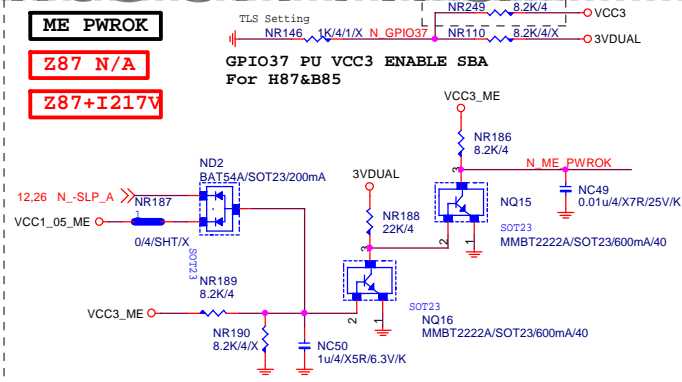 ME PWROK
Z87 N/A
Z87+I217V
TLS Setting
NR249 8.2K/4
VCC3
NR146 1K/4/1/X N_GPIO37 NR110 8.2K/4/X 3VDUAL
GPIO37 PU VCC3 ENABLE SBA
For H87&B85
VCC3_ME
NR186
8.2K/4
N_ME_PWROK
3
NC49
0.01u/4/X7R/25V/K
NQ15
SOT23
MMBT2222A/SOT23/600mA/40
2
1
ND2
BAT54A/SOT23/200mA
12,26 N_-SLP_A
NR187
1
VCC1_05_ME
0/4/SHT/X
SOT23
3VDUAL
NR188
22K/4
3
SOT23
NQ16
MMBT2222A/SOT23/600mA/40
2
1
NR189
8.2K/4
VCC3_ME
NR190
8.2K/4/X
NC50
1u/4/X5R/6.3V/K